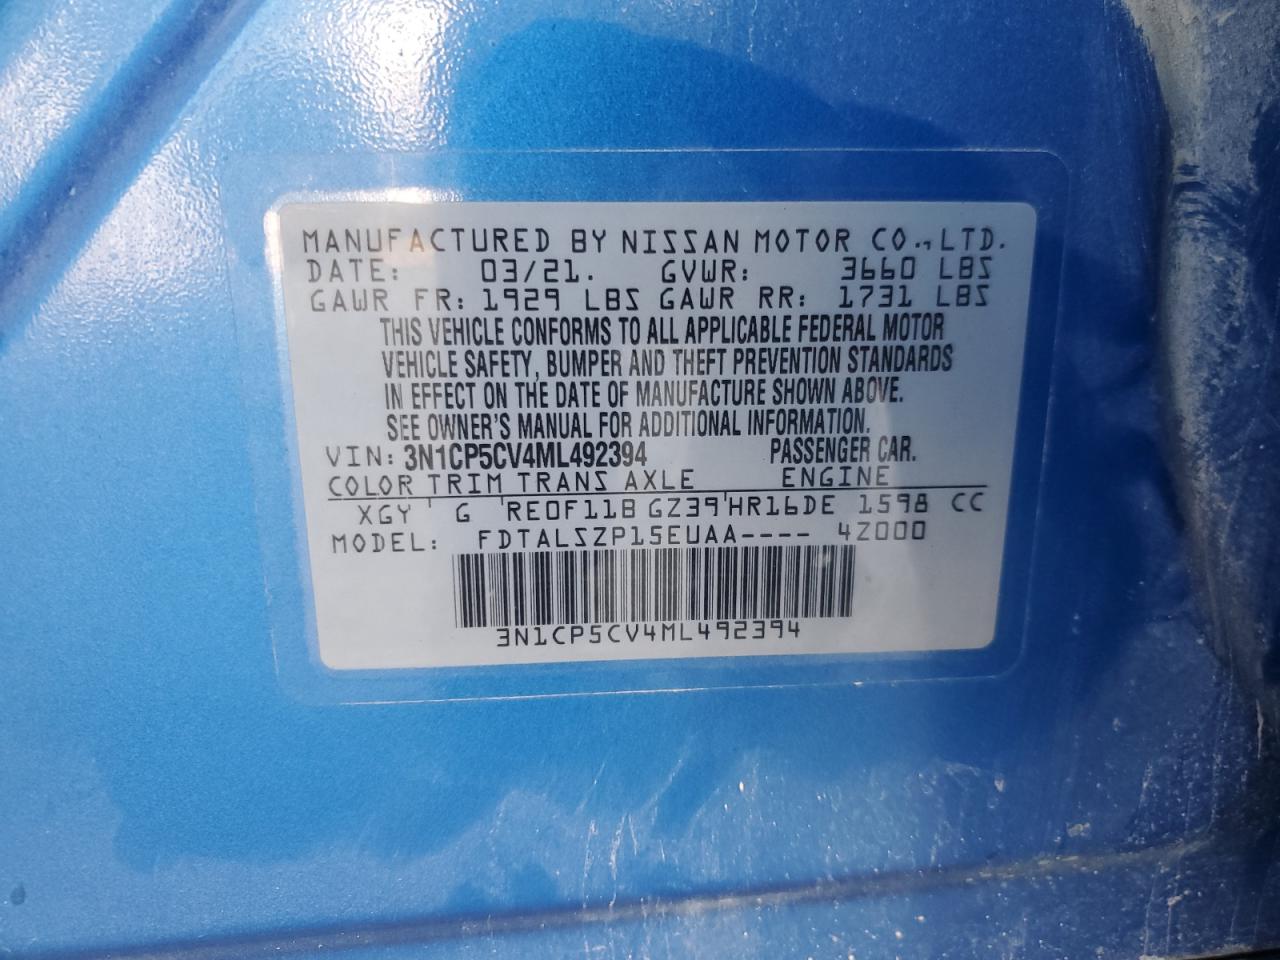 MANUFACTURED BY NISSAN MOTOR CO., LTD.
DATE: 03/21. GVWR: 3660 LBS
GAWR FR: 1929 LBS GAWR RR: 1731 LBS
THIS VEHICLE CONFORMS TO ALL APPLICABLE FEDERAL MOTOR
VEHICLE SAFETY, BUMPER AND THEFT PREVENTION STANDARDS
IN EFFECT ON THE DATE OF MANUFACTURE SHOWN ABOVE.
SEE OWNER'S MANUAL FOR ADDITIONAL INFORMATION.
VIN: 3N1CP5CV4ML492394 PASSENGER CAR.
COLOR TRIM TRANS AXLE ENGINE
XGY G RE0F11B GZ39 HR16DE 1598 CC
MODEL: FDTALSZP15EUAA---- 4Z000
3N1CP5CV4ML492394